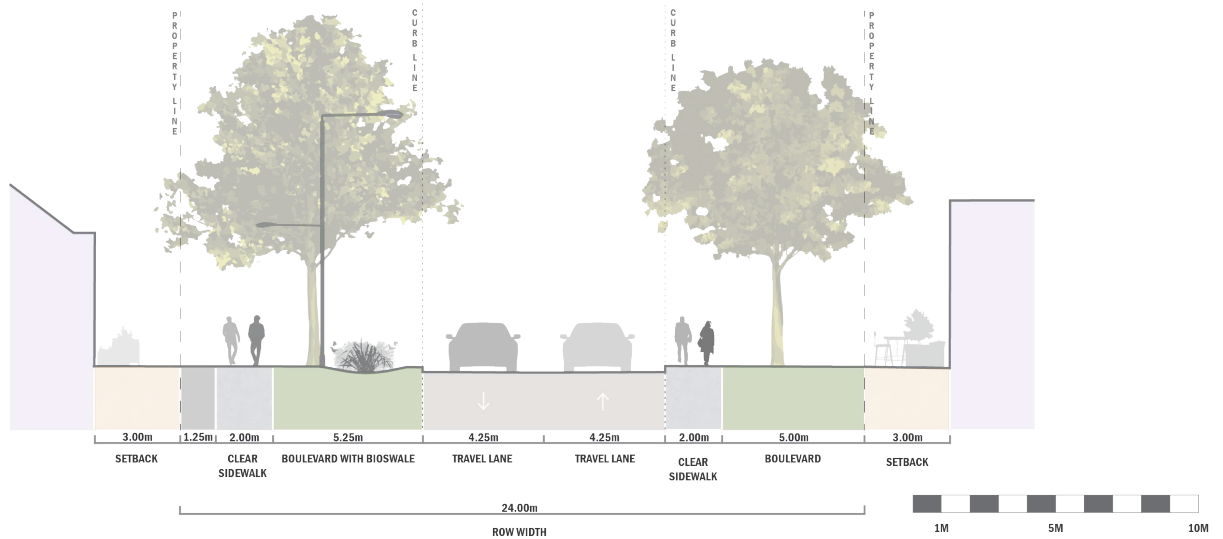 PROPERTY LINE
CURB LINE
CURB LINE
PROPERTY LINE
3.00m
1.25m
2.00m
5.25m
4.25m
4.25m
2.00m
5.00m
3.00m
SETBACK
CLEAR
SIDEWALK
BOULEVARD WITH BIOSWALE
TRAVEL LANE
TRAVEL LANE
CLEAR
SIDEWALK
BOULEVARD
SETBACK
24.00m
ROW WIDTH
1M
5M
10M